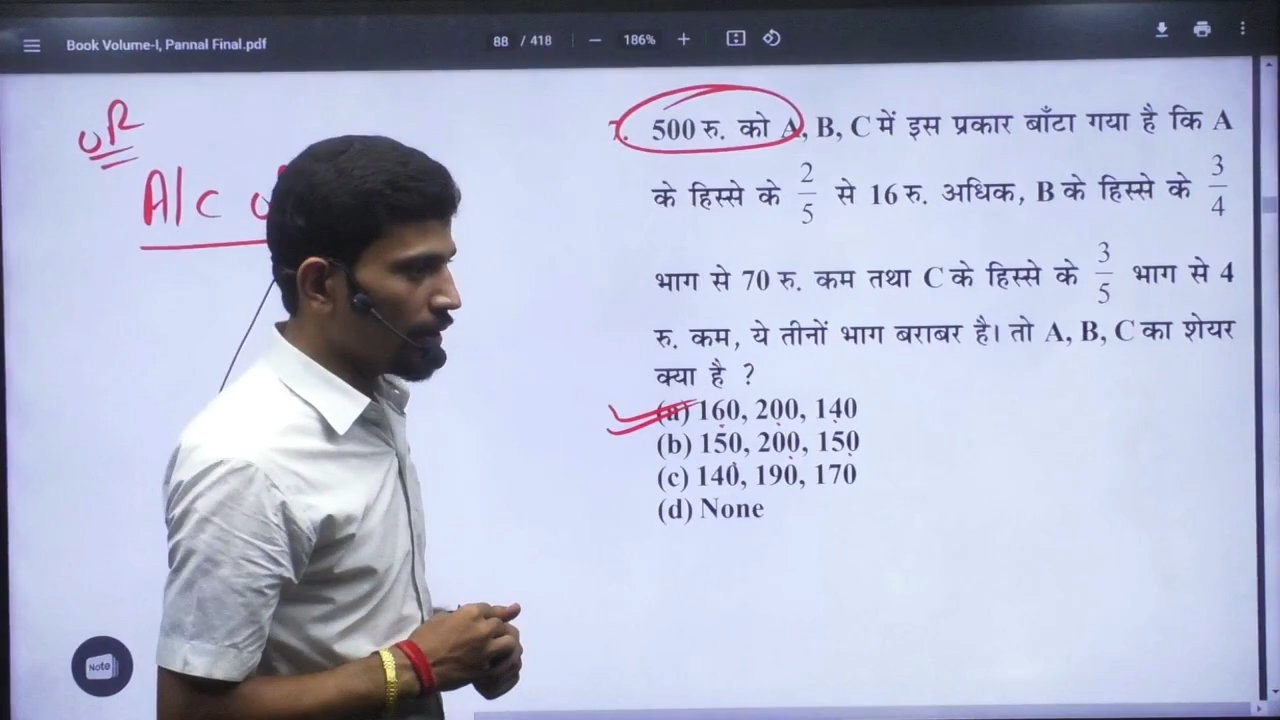 Book Volume-I, Pannal Final.pdf
88 / 418
186%
OR
A/C
7. 500 रु. को A, B, C में इस प्रकार बाँटा गया है कि A
के हिस्से के 2/5 से 16 रु. अधिक, B के हिस्से के 3/4
भाग से 70 रु. कम तथा C के हिस्से के 3/5 भाग से 4
रु. कम, ये तीनों भाग बराबर है। तो A, B, C का शेयर
क्या है ?
(a) 160, 200, 140
(b) 150, 200, 150
(c) 140, 190, 170
(d) None
Note